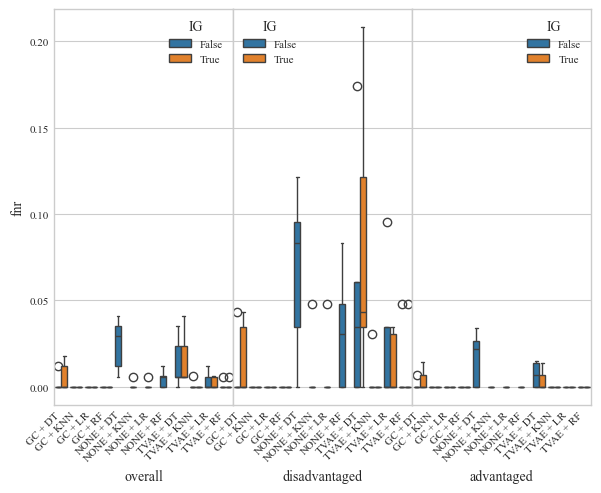 IG
False
True
IG
False
True
IG
False
True
fnr
0.20
0.15
0.10
0.05
0.00
GC + DT
GC + KNN
GC + LR
GC + RF
NONE + DT
NONE + KNN
NONE + LR
NONE + RF
TVAE + DT
TVAE + KNN
TVAE + LR
TVAE + RF
GC + DT
GC + KNN
GC + LR
GC + RF
NONE + DT
NONE + KNN
NONE + LR
NONE + RF
TVAE + DT
TVAE + KNN
TVAE + LR
TVAE + RF
GC + DT
GC + KNN
GC + LR
GC + RF
NONE + DT
NONE + KNN
NONE + LR
NONE + RF
TVAE + DT
TVAE + KNN
TVAE + LR
TVAE + RF
overall
disadvantaged
advantaged